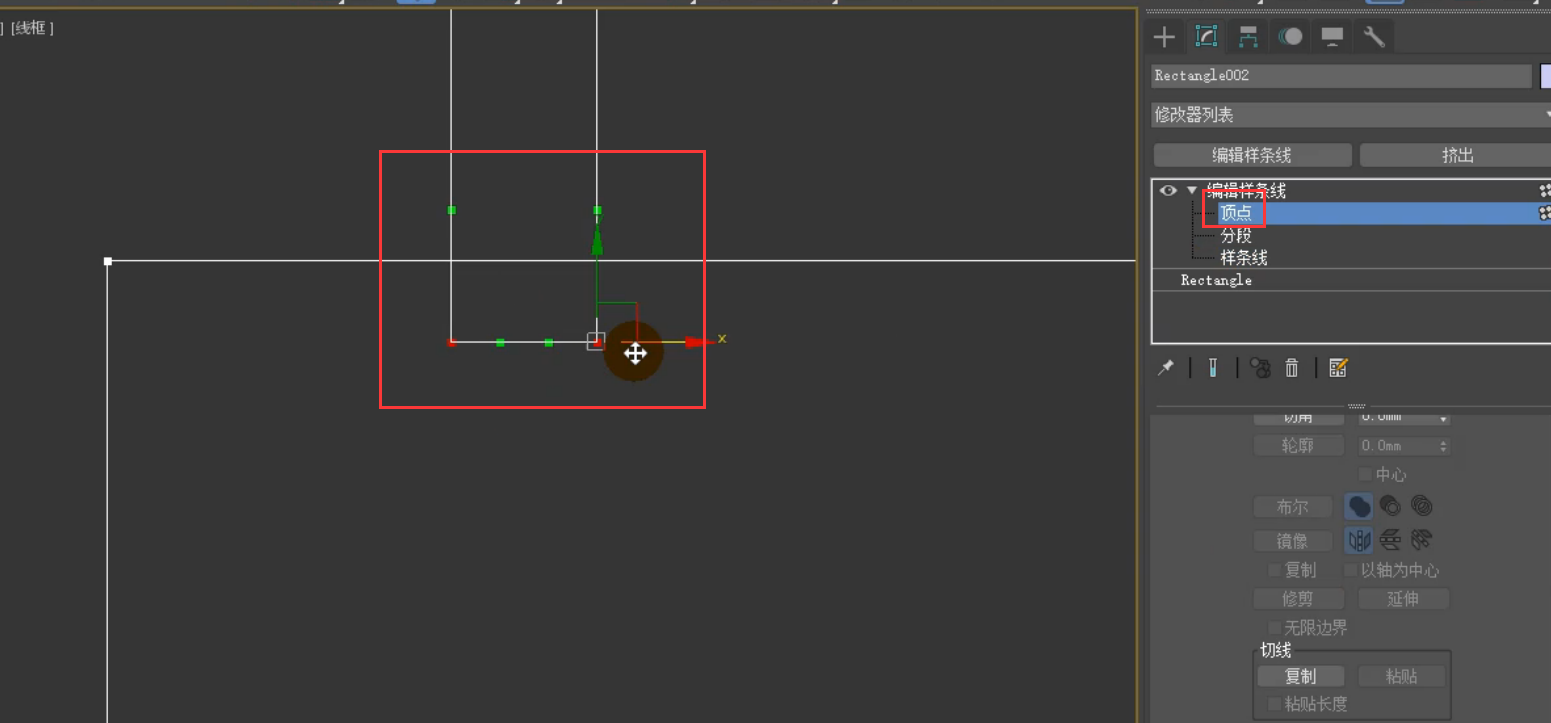 ] [线框 ]
Rectangle002
修改器列表
编辑样条线 挤出
编辑样条线
顶点
分段
样条线
Rectangle
x
切角 0.0mm
轮廓 0.0mm
中心
布尔
镜像
复制 以轴为中心
修剪 延伸
无限边界
切线
复制 粘贴
粘贴长度